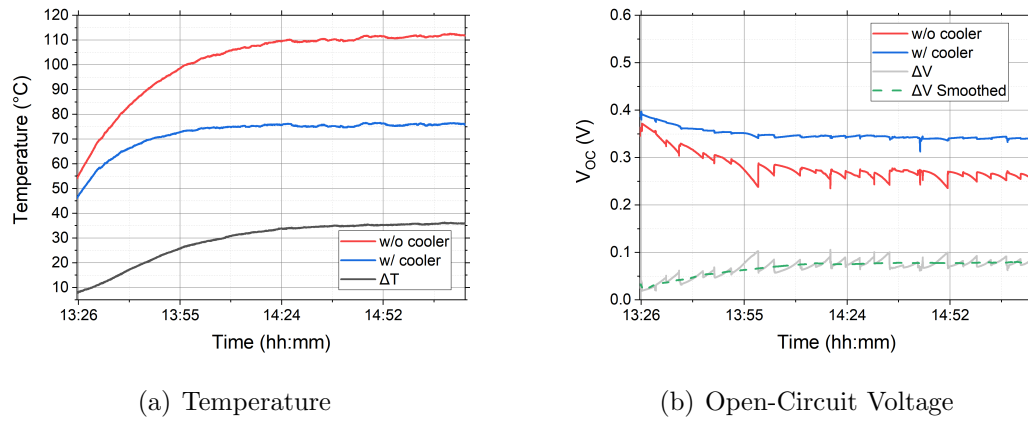 120
110
100
90
80
70
60
50
40
30
20
10
Temperature (°C)
13:26
13:55
14:24
14:52
Time (hh:mm)
w/o cooler
w/ cooler
ΔT
(a) Temperature
0.6
0.5
0.4
0.3
0.2
0.1
0.0
V_OC (V)
13:26
13:55
14:24
14:52
Time (hh:mm)
w/o cooler
w/ cooler
ΔV
ΔV Smoothed
(b) Open-Circuit Voltage